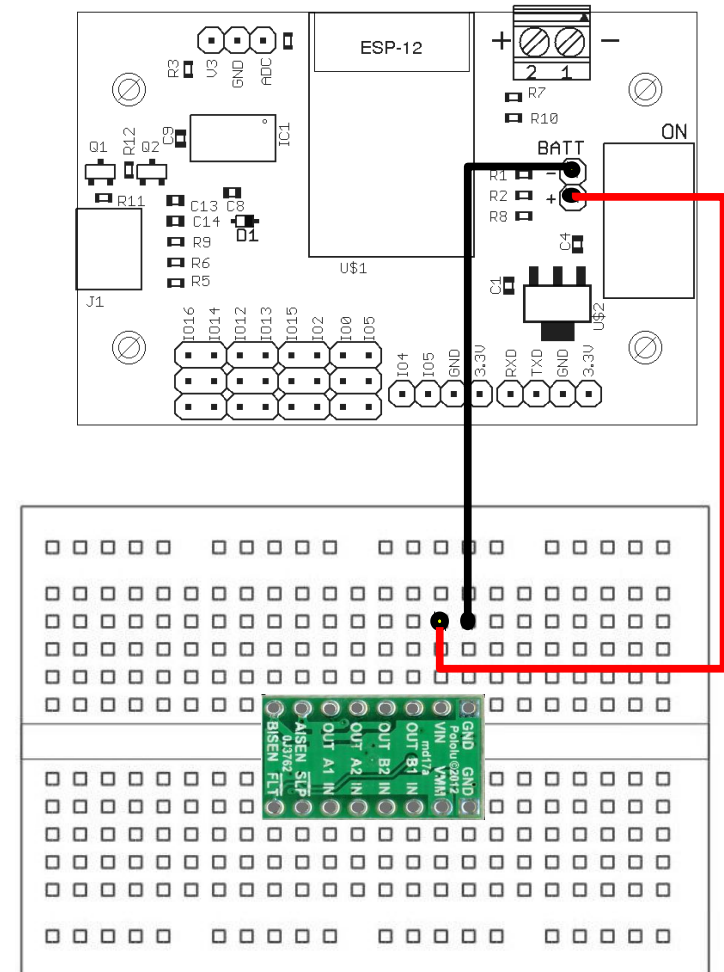 ESP-12
+
−
2 1
R3
V3
GND
ADC
R7
R10
ON
Q1
R12
Q2
C9
IC1
BATT
R1
−
R2
+
R8
R11
C13
C8
C14
D1
R9
R6
R5
C4
C1
U$1
U$2
J1
IO16
IO14
IO12
IO13
IO15
IO2
IO0
IO5
IO4
IO5
GND
3.3V
RXD
TXD
GND
3.3V
GND GND
Pololu©2012
VIN VMM
md17a
OUT B1 IN
OUT B2 IN
OUT A2 IN
OUT A1 IN
AISEN SLP
0J3762
BISEN FLT